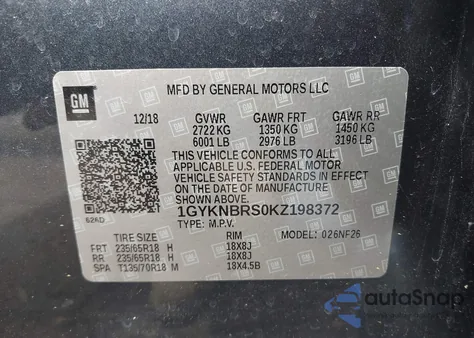 GM
MFD BY GENERAL MOTORS LLC
12/18 GVWR GAWR FRT GAWR RR
2722 KG 1350 KG 1450 KG
6001 LB 2976 LB 3196 LB
THIS VEHICLE CONFORMS TO ALL
APPLICABLE U.S. FEDERAL MOTOR
VEHICLE SAFETY STANDARDS IN EFFECT
ON THE DATE OF MANUFACTURE
SHOWN ABOVE.
626D
1GYKNBRS0KZ198372
TYPE: M.P.V. MODEL: 026NF26
TIRE SIZE RIM
FRT 235/65R18 H 18X8J
RR 235/65R18 H 18X8J
SPA T135/70R18 M 18X4.5B
autoSnap